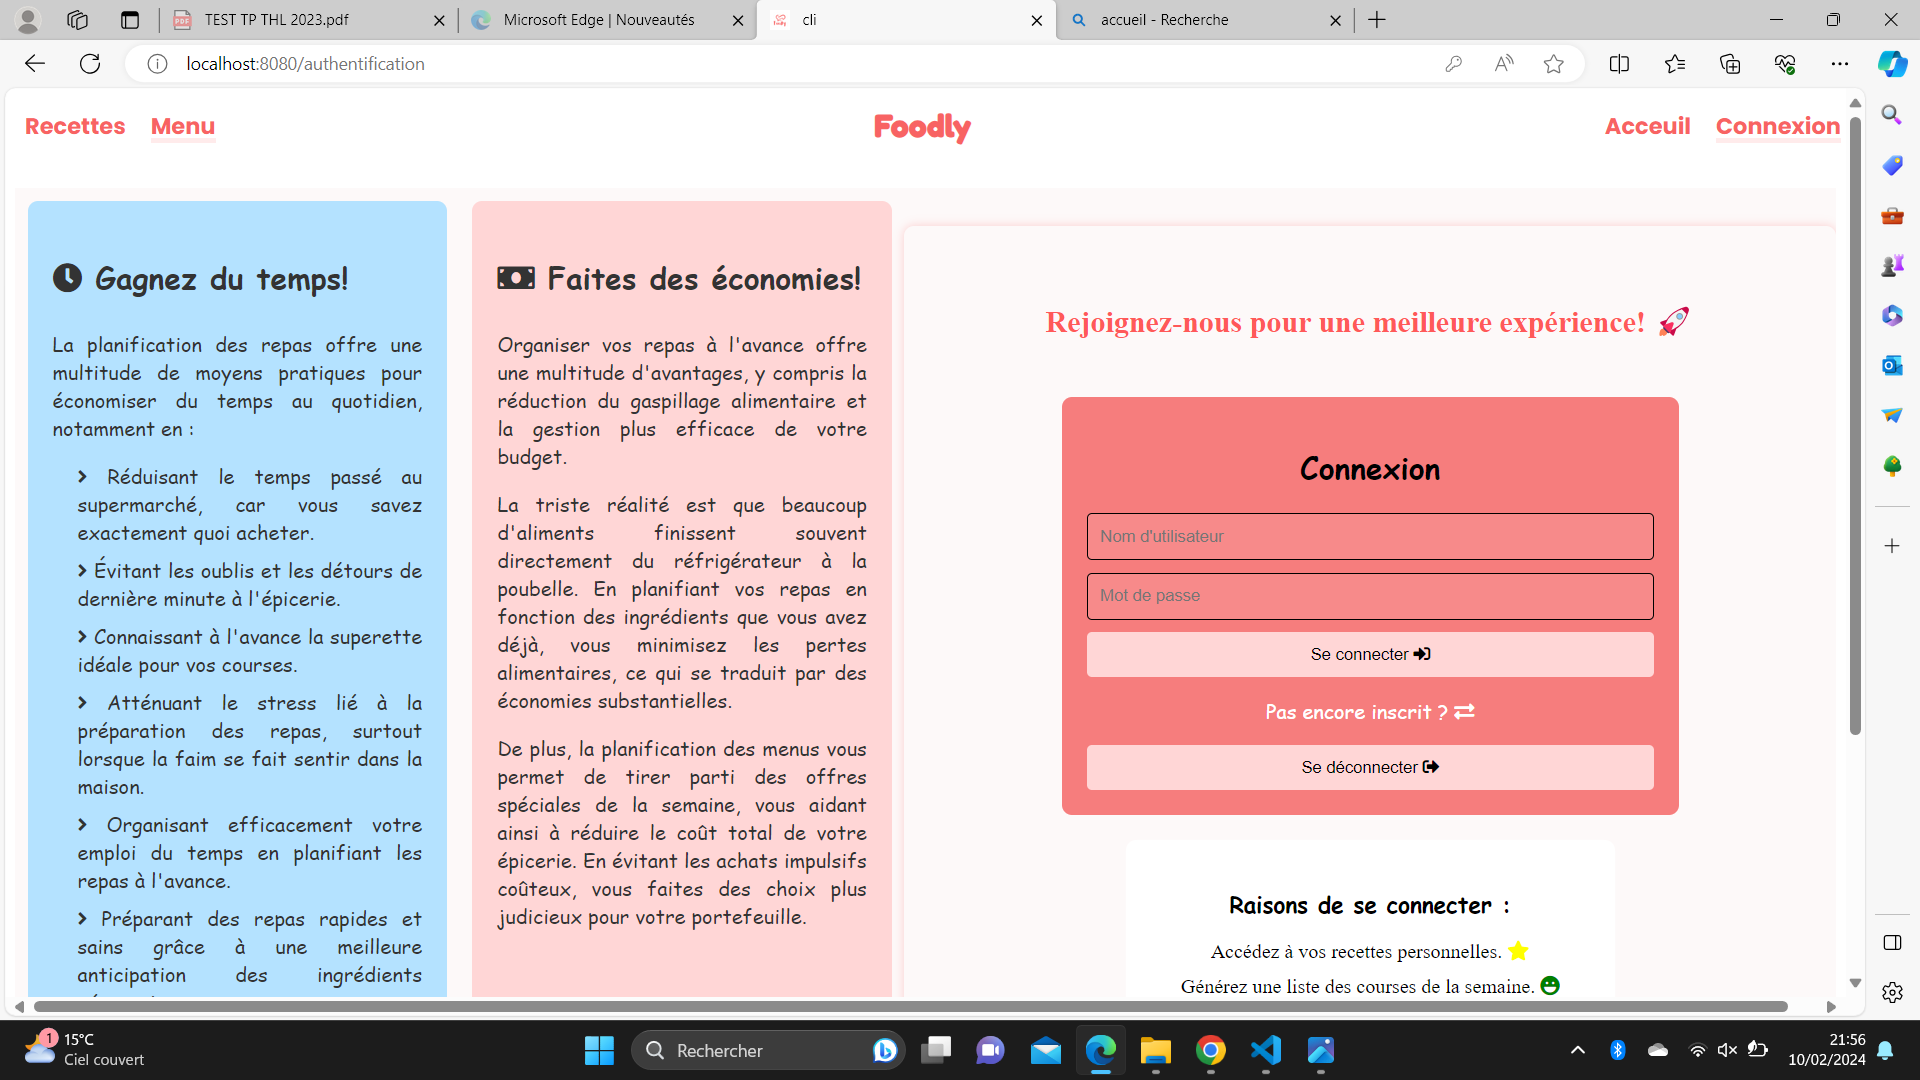 TEST TP THL 2023.pdf
Microsoft Edge | Nouveautés
cli
accueil - Recherche
localhost:8080/authentification
Recettes Menu
Foodly
Acceuil Connexion
Gagnez du temps!
La planification des repas offre une
multitude de moyens pratiques pour
économiser du temps au quotidien,
notamment en :
Réduisant le temps passé au
supermarché, car vous savez
exactement quoi acheter.
Évitant les oublis et les détours de
dernière minute à l'épicerie.
Connaissant à l'avance la superette
idéale pour vos courses.
Atténuant le stress lié à la
préparation des repas, surtout
lorsque la faim se fait sentir dans la
maison.
Organisant efficacement votre
emploi du temps en planifiant les
repas à l'avance.
Préparant des repas rapides et
sains grâce à une meilleure
anticipation des ingrédients
Faites des économies!
Organiser vos repas à l'avance offre
une multitude d'avantages, y compris la
réduction du gaspillage alimentaire et
la gestion plus efficace de votre
budget.
La triste réalité est que beaucoup
d'aliments finissent souvent
directement du réfrigérateur à la
poubelle. En planifiant vos repas en
fonction des ingrédients que vous avez
déjà, vous minimisez les pertes
alimentaires, ce qui se traduit par des
économies substantielles.
De plus, la planification des menus vous
permet de tirer parti des offres
spéciales de la semaine, vous aidant
ainsi à réduire le coût total de votre
épicerie. En évitant les achats impulsifs
coûteux, vous faites des choix plus
judicieux pour votre portefeuille.
Rejoignez-nous pour une meilleure expérience! 🚀
Connexion
Nom d'utilisateur
Mot de passe
Se connecter
Pas encore inscrit ?
Se déconnecter
Raisons de se connecter :
Accédez à vos recettes personnelles.
Générez une liste des courses de la semaine.
1
15°C
Ciel couvert
Rechercher
21:56
10/02/2024